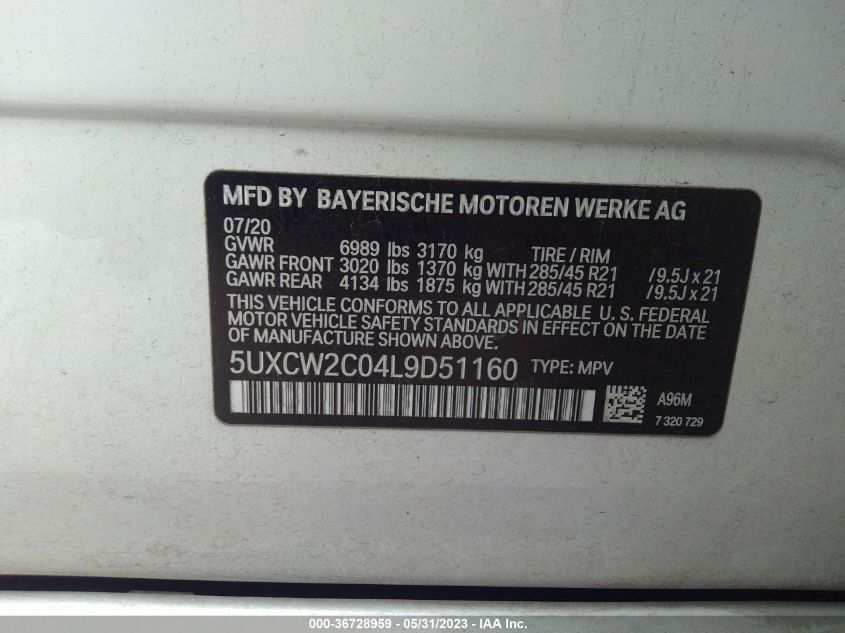 MFD BY BAYERISCHE MOTOREN WERKE AG
07/20
GVWR 6989 lbs 3170 kg TIRE / RIM
GAWR FRONT 3020 lbs 1370 kg WITH 285/45 R21 /9.5J x 21
GAWR REAR 4134 lbs 1875 kg WITH 285/45 R21 /9.5J x 21
THIS VEHICLE CONFORMS TO ALL APPLICABLE U. S. FEDERAL
MOTOR VEHICLE SAFETY STANDARDS IN EFFECT ON THE DATE
OF MANUFACTURE SHOWN ABOVE.
5UXCW2C04L9D51160 TYPE: MPV
A96M
7 320 729
000-36728959 - 05/31/2023 - IAA Inc.